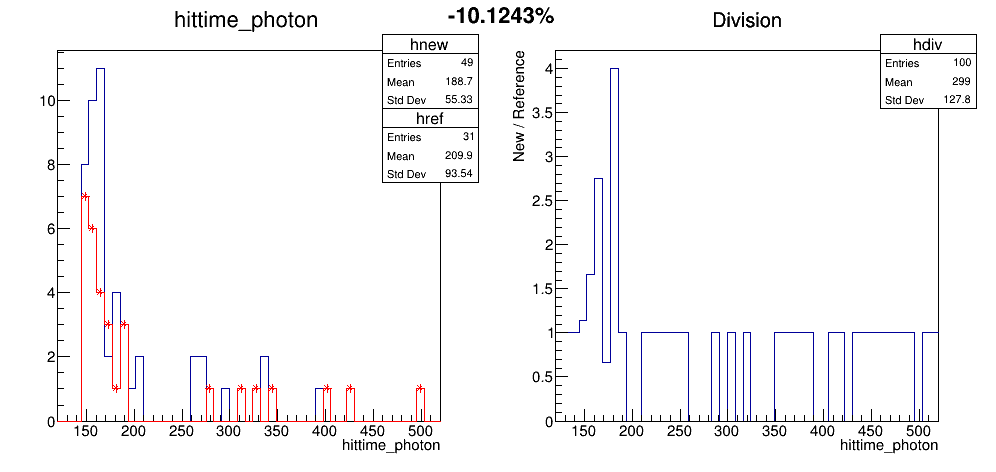 -10.1243%
hittime_photon
hnew
Entries 49
Mean 188.7
Std Dev 55.33
href
Entries 31
Mean 209.9
Std Dev 93.54
10
8
6
4
2
0
150 200 250 300 350 400 450 500
hittime_photon
Division
hdiv
Entries 100
Mean 299
Std Dev 127.8
New / Reference
4
3.5
3
2.5
2
1.5
1
0.5
0
150 200 250 300 350 400 450 500
hittime_photon